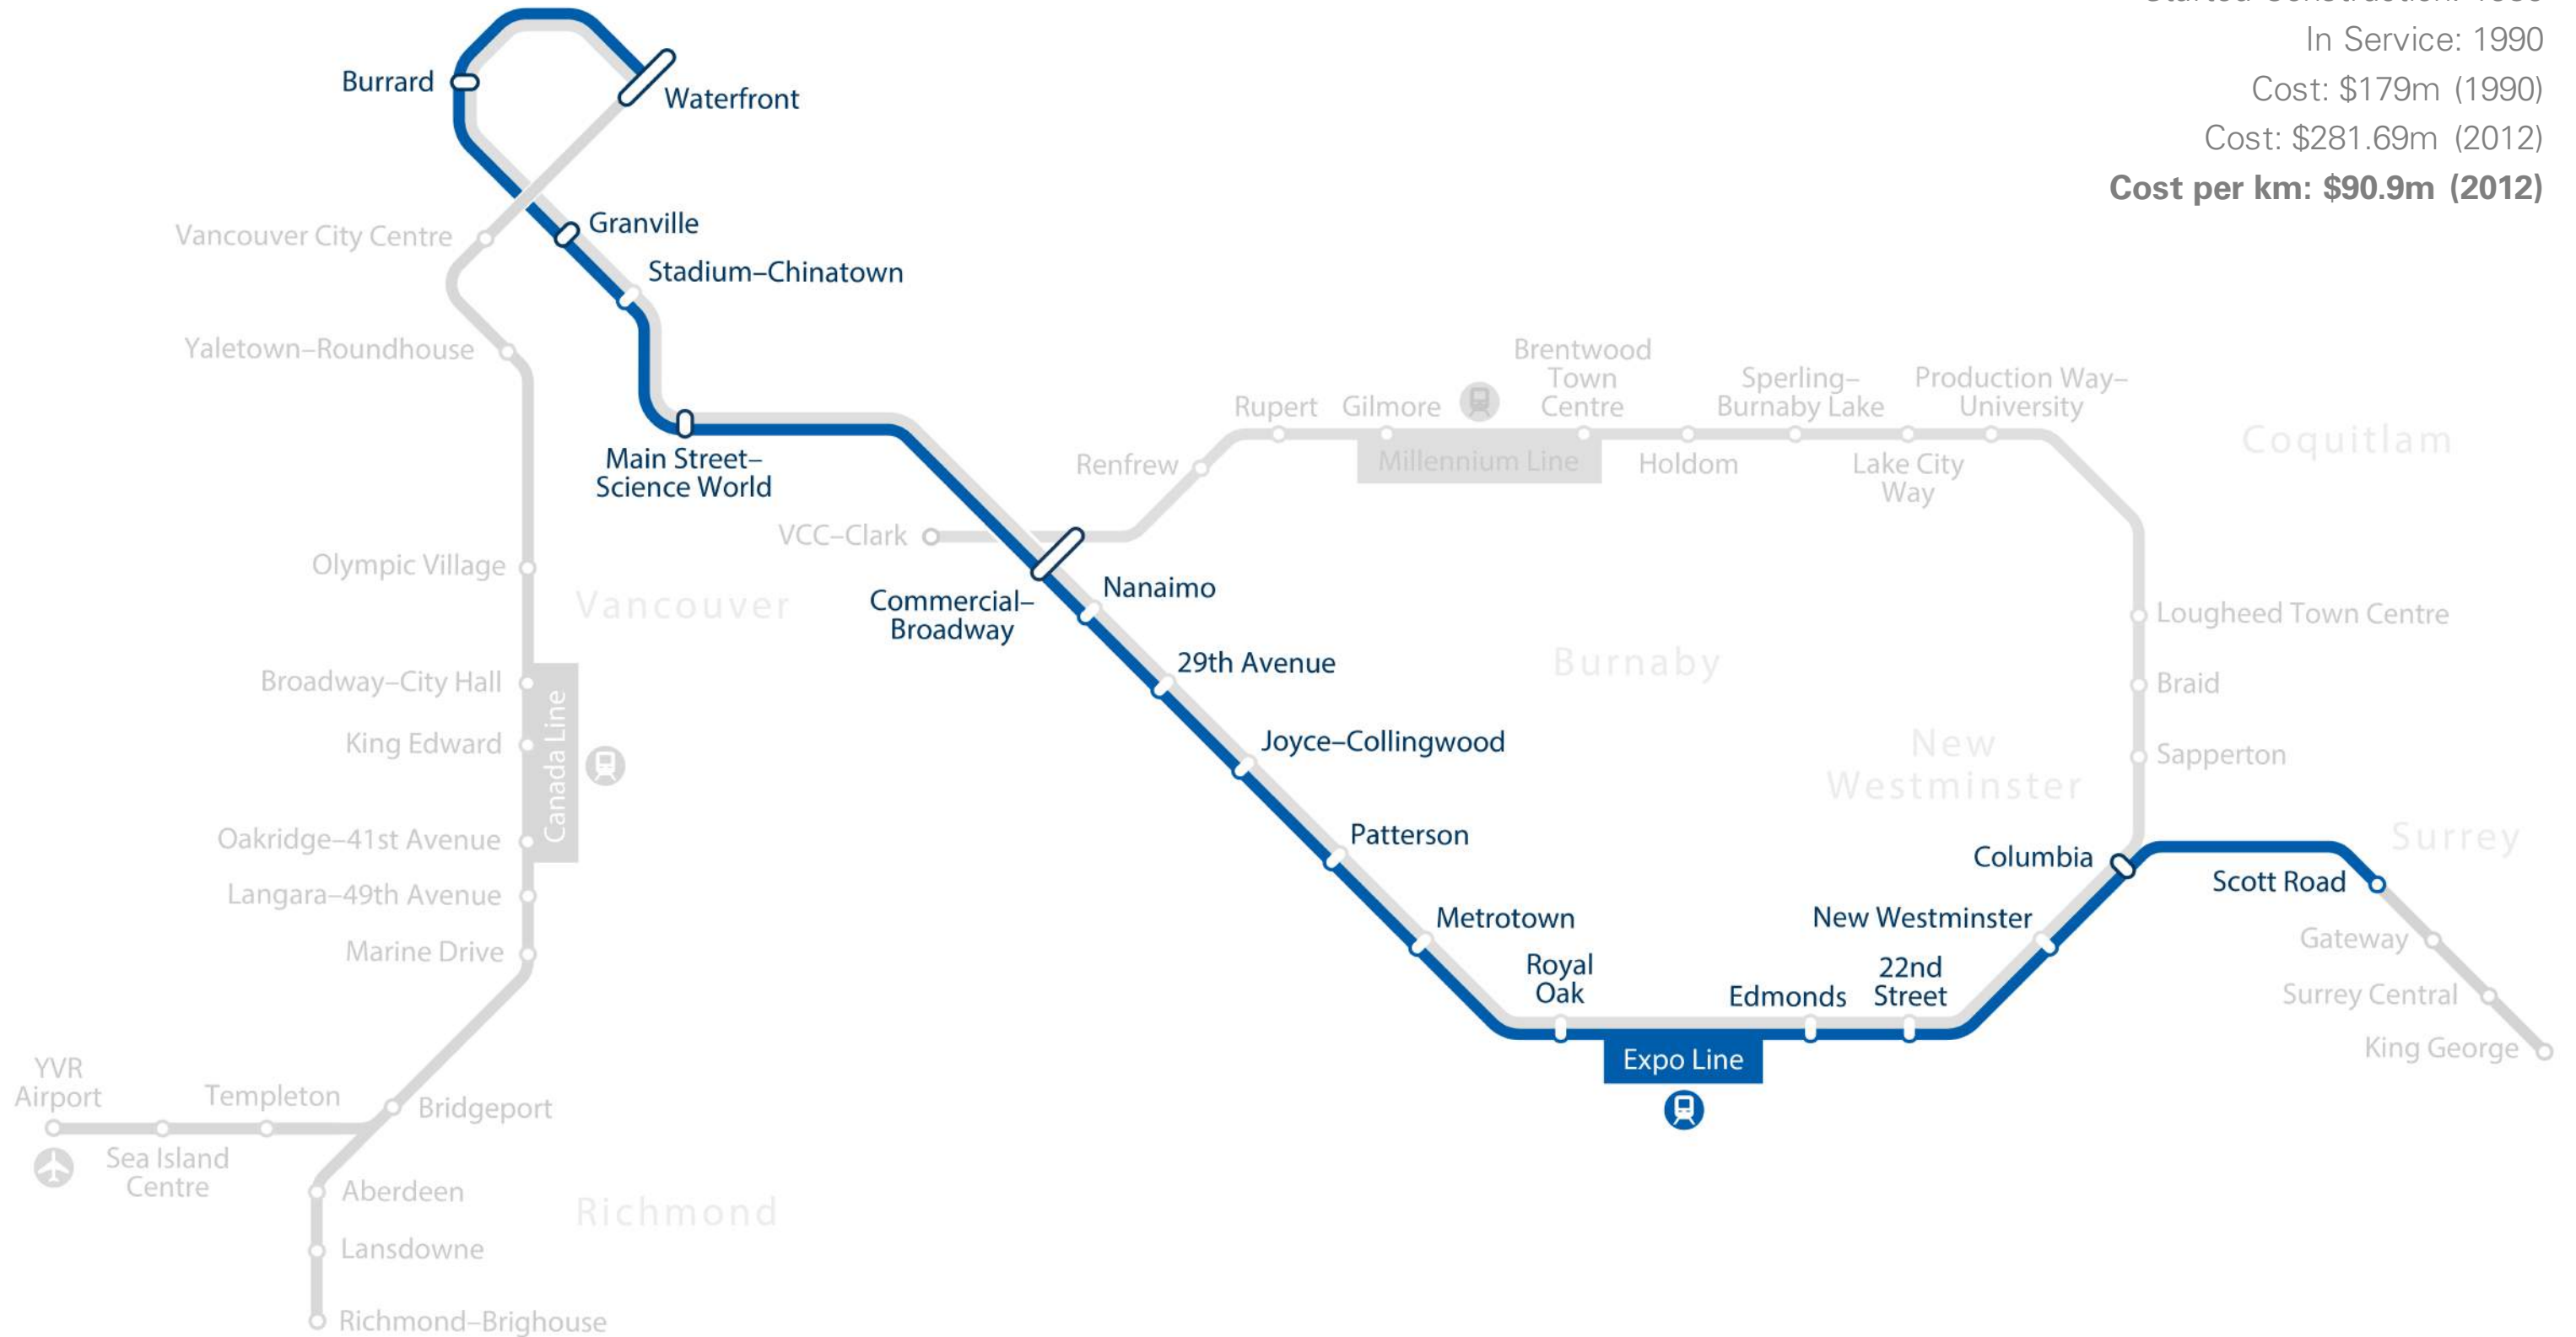 In Service: 1990
Cost: $179m (1990)
Cost: $281.69m (2012)
Cost per km: $90.9m (2012)
Burrard
Waterfront
Vancouver City Centre
Granville
Stadium–Chinatown
Yaletown–Roundhouse
Main Street–
Science World
VCC–Clark
Renfrew
Rupert
Gilmore
Millennium Line
Brentwood
Town
Centre
Holdom
Sperling–
Burnaby Lake
Lake City
Way
Production Way–
University
Coquitlam
Olympic Village
Vancouver
Commercial–
Broadway
Nanaimo
29th Avenue
Burnaby
Lougheed Town Centre
Broadway–City Hall
Canada Line
Braid
King Edward
Joyce–Collingwood
New
Westminster
Sapperton
Oakridge–41st Avenue
Patterson
Columbia
Surrey
Scott Road
Langara–49th Avenue
Metrotown
New Westminster
Gateway
Marine Drive
Royal
Oak
Edmonds
22nd
Street
Surrey Central
Expo Line
King George
YVR
Airport
Templeton
Bridgeport
Sea Island
Centre
Aberdeen
Richmond
Lansdowne
Richmond–Brighouse